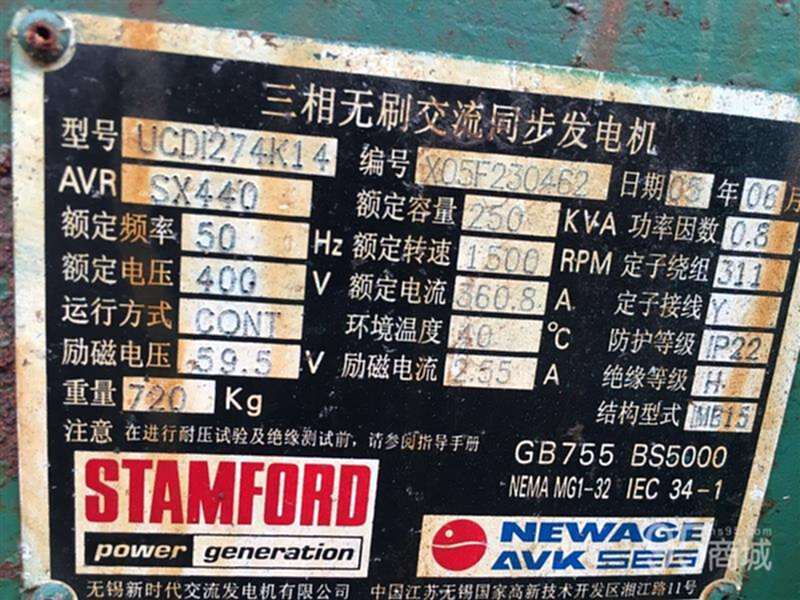 三相无刷交流同步发电机
型号 UCDI274K14 编号 X05F230462 日期 05 年 06 月
AVR SX440 额定容量 250 KVA 功率因数 0.8
额定频率 50 Hz 额定转速 1500 RPM 定子绕组 311
额定电压 400 V 额定电流 360.8 A 定子接线 Y
运行方式 CONT 环境温度 40 °C 防护等级 IP22
励磁电压 59.5 V 励磁电流 2.55 A 绝缘等级 H
重量 720 Kg 结构型式 MB15
注意 在进行耐压试验及绝缘测试前，请参阅指导手册 GB755 BS5000
NEMA MG1-32 IEC 34-1
STAMFORD
power generation
NEWAGE
AVK SEG
无锡新时代交流发电机有限公司 中国江苏无锡国家高新技术开发区湘江路11号
商城